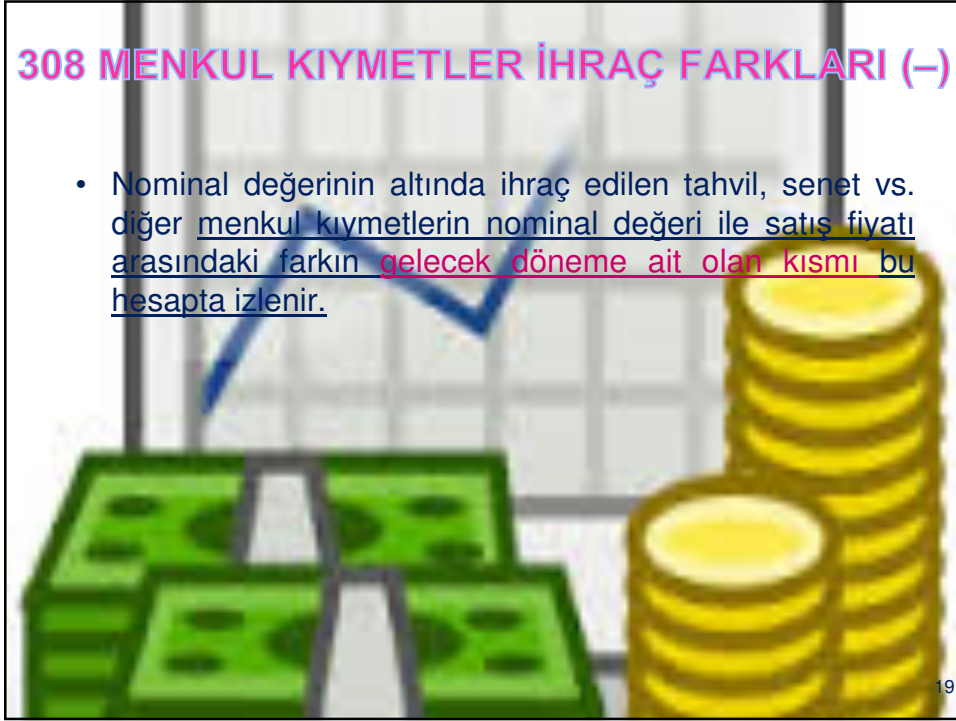 308 MENKUL KIYMETLER İHRAÇ FARKLARI (–)
• Nominal değerinin altında ihraç edilen tahvil, senet vs.
diğer menkul kıymetlerin nominal değeri ile satış fiyatı
arasındaki farkın gelecek döneme ait olan kısmı bu
hesapta izlenir.
19